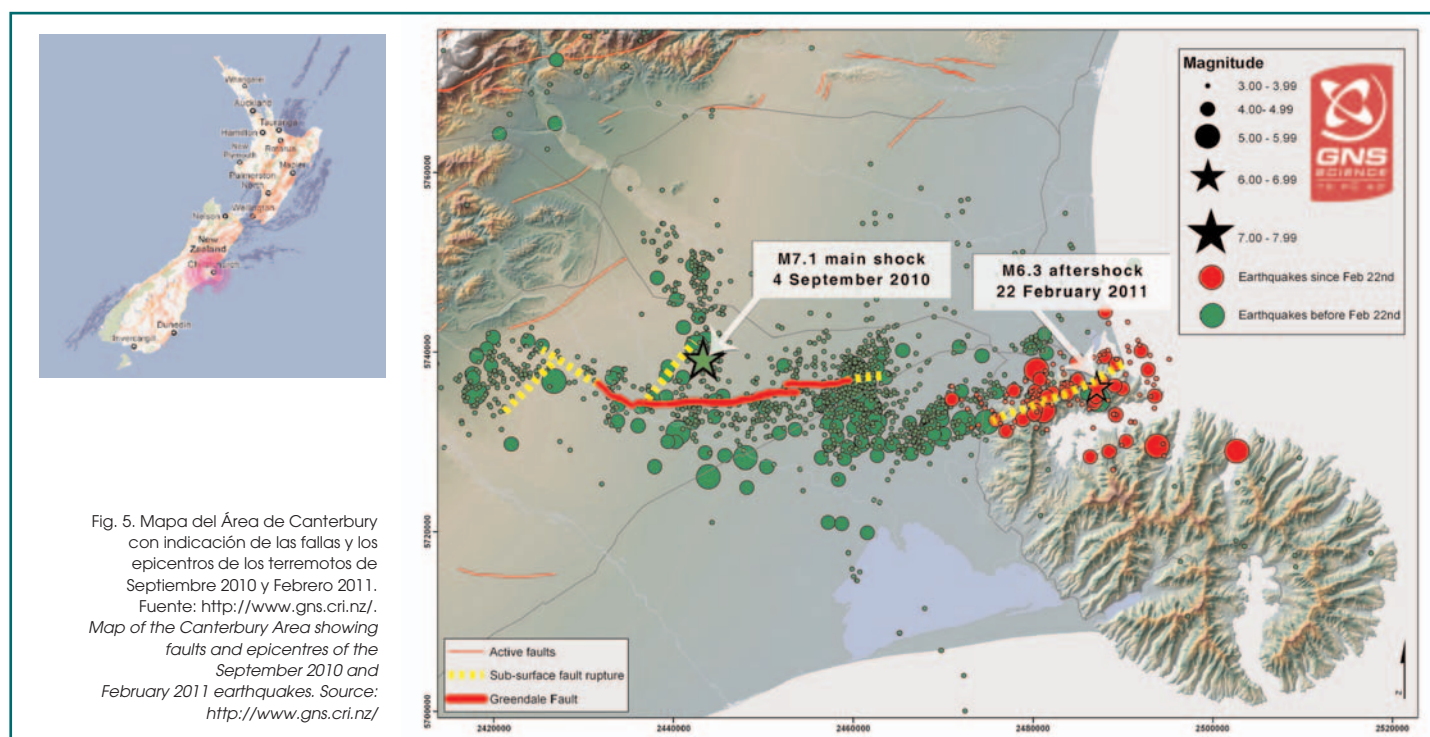 Whangarei
Auckland
Tauranga
Hamilton
Rotorua
New
Plymouth
Napier
Palmerston
North
Wellington
Nelson
New
Zealand
Christchurch
Dunedin
Invercargill
Fig. 5. Mapa del Área de Canterbury
con indicación de las fallas y los
epicentros de los terremotos de
Septiembre 2010 y Febrero 2011.
Fuente: http://www.gns.cri.nz/.
Map of the Canterbury Area showing
faults and epicentres of the
September 2010 and
February 2011 earthquakes. Source:
http://www.gns.cri.nz/
M7.1 main shock
4 September 2010
M6.3 aftershock
22 February 2011
Magnitude
3.00 - 3.99
4.00- 4.99
5.00 - 5.99
6.00 - 6.99
7.00 - 7.99
Earthquakes since Feb 22nd
Earthquakes before Feb 22nd
GNS
SCIENCE
TE PŪ AO
Active faults
Sub-surface fault rupture
Greendale Fault
5760000
5740000
5720000
5700000
2420000
2440000
2460000
2480000
2500000
2520000